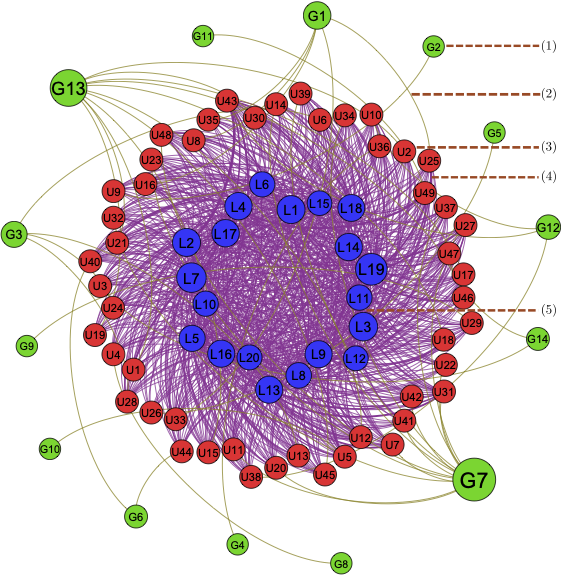 G1
G2
(1)
G11
G13
(2)
U39
U43
U14
U30
U6
U34
U10
U35
G5
U48
U8
U36
U2
(3)
U23
U25
(4)
U16
L6
U9
U49
L4
L1
L15
L18
U37
U32
G3
L17
U27
G12
U21
L2
L14
U47
U40
L19
U17
L7
U3
L11
U46
U24
L10
(5)
L3
U29
U19
L5
U18
G14
G9
U4
L16
L20
L9
L12
U22
U1
L8
L13
U31
U28
U42
U26
U33
U41
U12
G10
U44
U15
U11
U7
U13
U5
U20
U38
U45
G7
G6
G4
G8